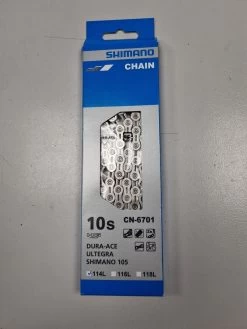 SHIMANO
CHAIN
10s
CN-6701
DURA-ACE
ULTEGRA
SHIMANO 105
114L 116L 118L